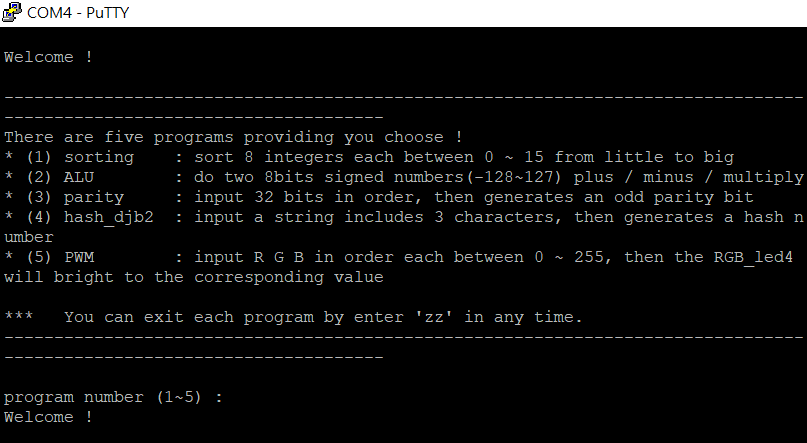 COM4 - PuTTY
Welcome !
--------------------------------------------------------------------------------
--------------------------------------
There are five programs providing you choose !
* (1) sorting    : sort 8 integers each between 0 ~ 15 from little to big
* (2) ALU        : do two 8bits signed numbers(-128~127) plus / minus / multiply
* (3) parity     : input 32 bits in order, then generates an odd parity bit
* (4) hash_djb2  : input a string includes 3 characters, then generates a hash n
umber
* (5) PWM        : input R G B in order each between 0 ~ 255, then the RGB_led4
will bright to the corresponding value
***   You can exit each program by enter 'zz' in any time.
--------------------------------------------------------------------------------
--------------------------------------
program number (1~5) :
Welcome !